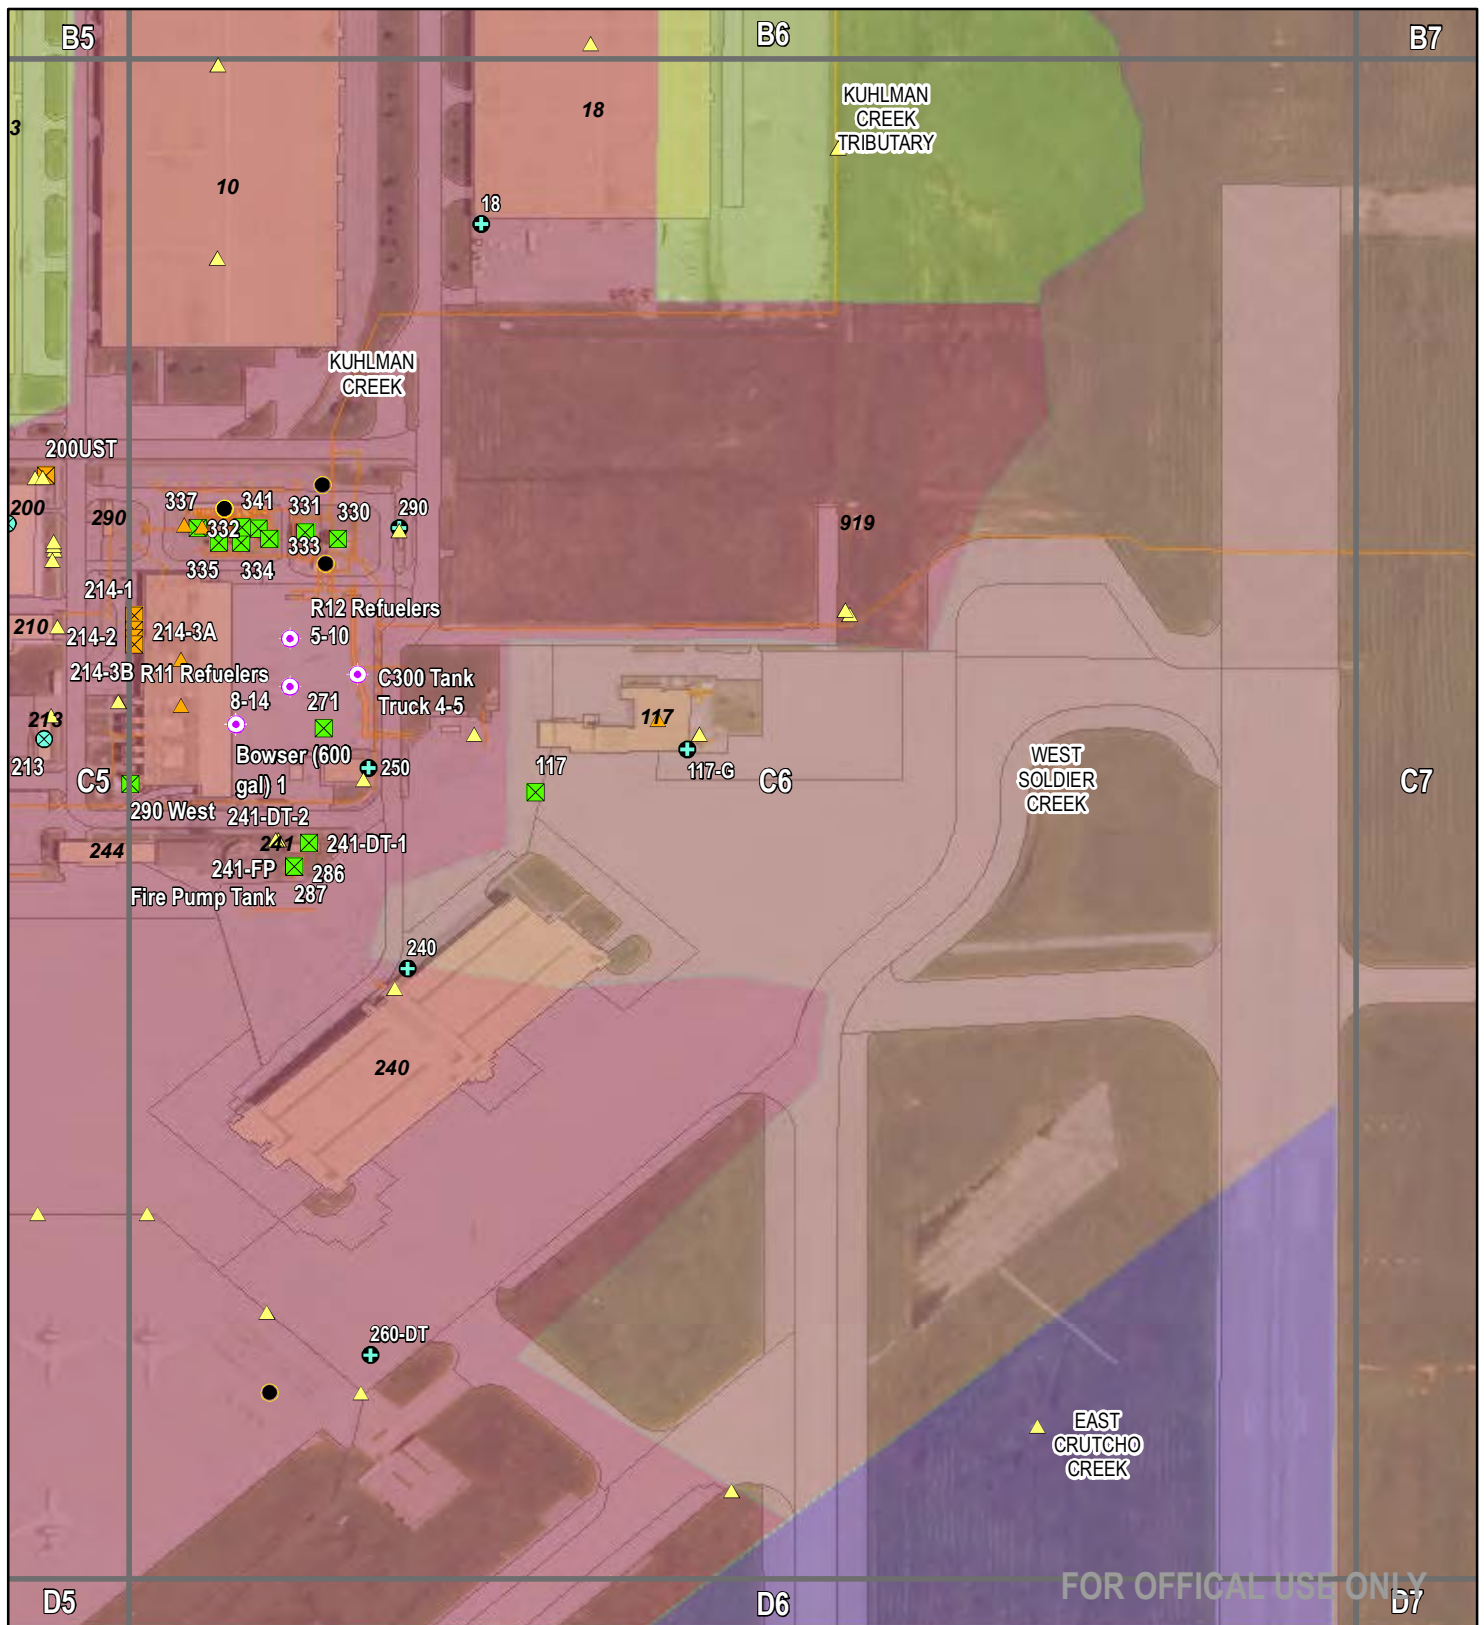 B5
B6
B7
KUHLMAN
CREEK
TRIBUTARY
3
18
10
18
KUHLMAN
CREEK
200UST
200
290
337
341
331
330
290
332
333
919
335
334
214-1
210
214-2
214-3A
R12 Refuelers
5-10
214-3B
R11 Refuelers
8-14
271
C300 Tank
Truck 4-5
213
117
213
C5
Bowser (600
gal) 1
250
117
117-G
C6
WEST
SOLDIER
CREEK
C7
290 West
241-DT-2
244
241
241-DT-1
241-FP
286
Fire Pump Tank
287
240
240
260-DT
EAST
CRUTCHO
CREEK
FOR OFFICAL USE ONLY
D5
D6
D7